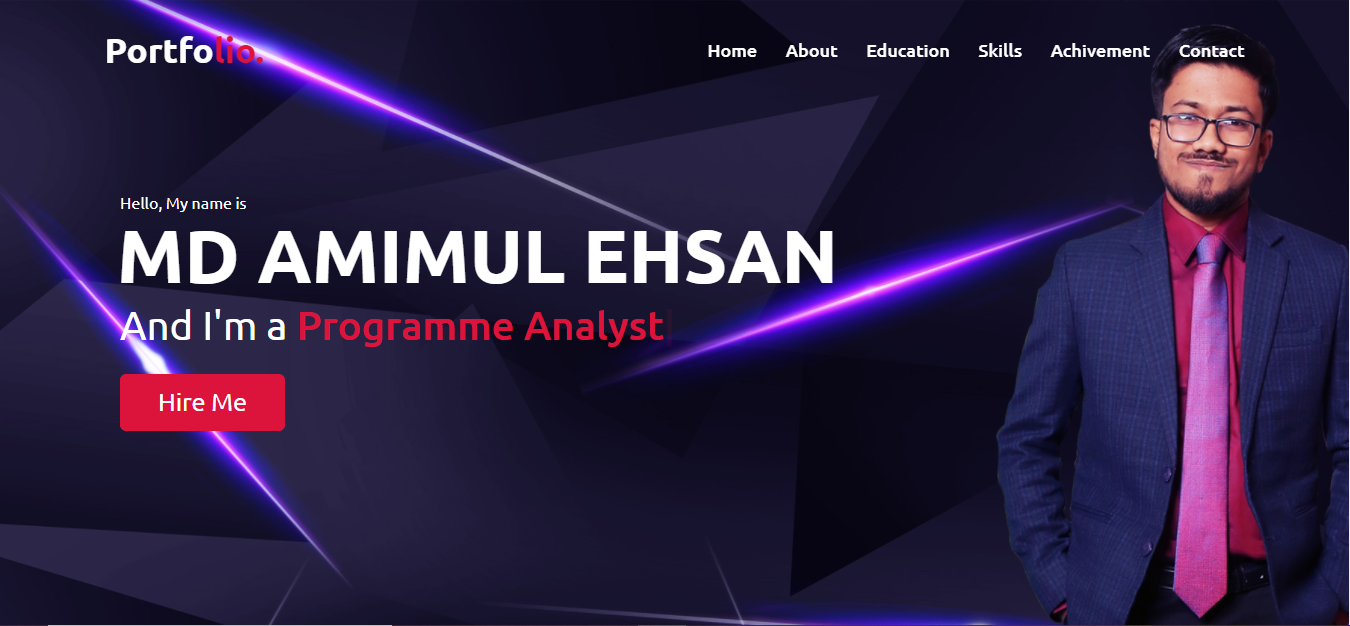 Portfolio.
Home About Education Skills Achivement Contact
Hello, My name is
MD AMIMUL EHSAN
And I'm a Programme Analyst
Hire Me